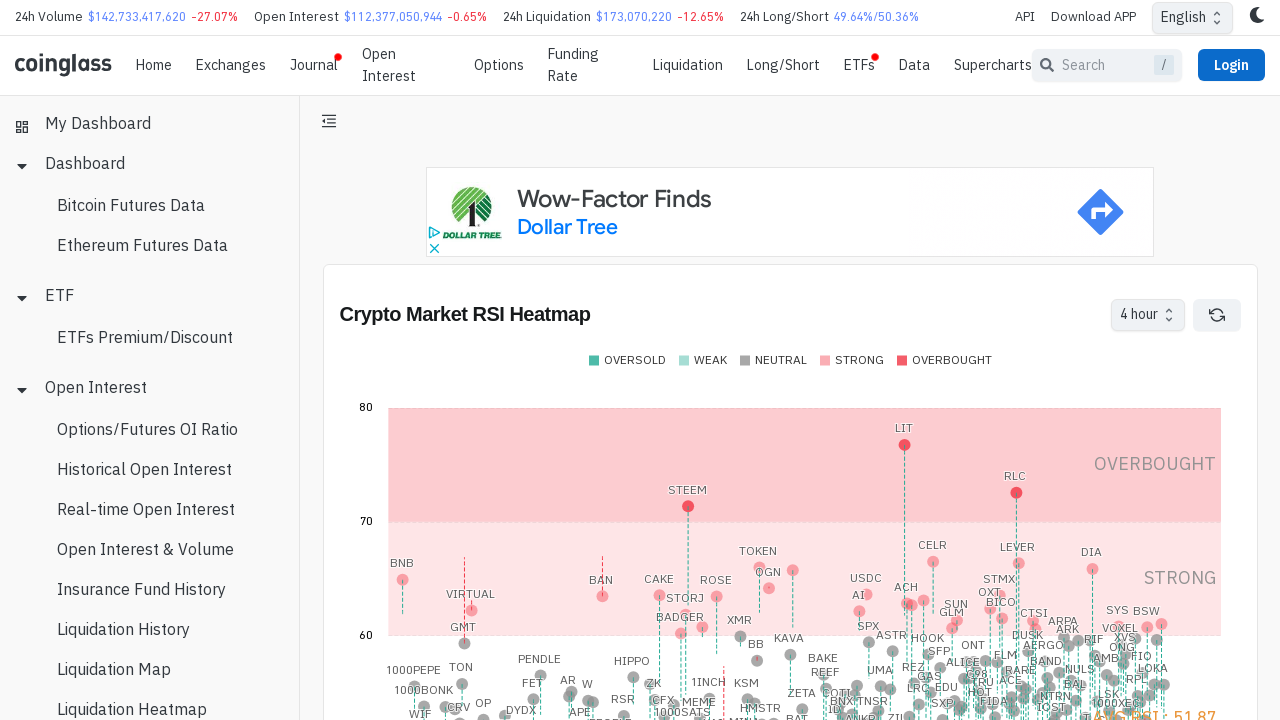 24h Volume $142,733,417,620 -27.07% Open Interest $112,377,050,944 -0.65% 24h Liquidation $173,070,220 -12.65% 24h Long/Short 49.64%/50.36% API Download APP English
coinglass Home Exchanges Journal Open Interest Options Funding Rate Liquidation Long/Short ETFs Data Supercharts Search / Login
My Dashboard
Dashboard
Bitcoin Futures Data
Ethereum Futures Data
ETF
ETFs Premium/Discount
Open Interest
Options/Futures OI Ratio
Historical Open Interest
Real-time Open Interest
Open Interest & Volume
Insurance Fund History
Liquidation History
Liquidation Map
Liquidation Heatmap
Wow-Factor Finds
Dollar Tree
DOLLAR TREE
Crypto Market RSI Heatmap 4 hour
OVERSOLD WEAK NEUTRAL STRONG OVERBOUGHT
80
LIT
OVERBOUGHT
RLC
STEEM
70
CELR LEVER
TOKEN DIA
BNB OGN
BAN CAKE ROSE USDC STMX STRONG
VIRTUAL STORJ AI ACH OXT
BICO
SUN
BADGER XMR GLM CTSI SYS BSW
GMT SPX ARPA
60
ASTR HOOK DUSK ARK VOXEL
BB KAVA SFP ONT AERGO XVS
PENDLE HIPPO BAKE ALICE FLM BAND ONG
1000PEPE TON REEF UMA REZ GAS RARE NULS AMB FIO LOKA
AR ZK 1INCH KSM TRU ACE BAL RPL
1000BONK FET W RSR CFX MEME ZETA LRC EDU HOT NTRN
CRV OP DYDX APE 1000SATS HMSTR BNX TNSR SXP FIDA IOST 1000XEC
BAT ZIL